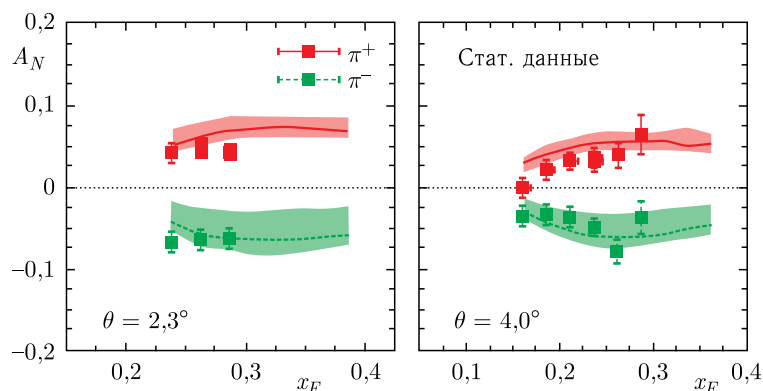 0,2
A_N
0,1
0
−0,1
−0,2
π⁺
π⁻
θ = 2,3°
0,2
0,3
0,4
x_F
Стат. данные
θ = 4,0°
0,1
0,2
0,3
0,4
x_F